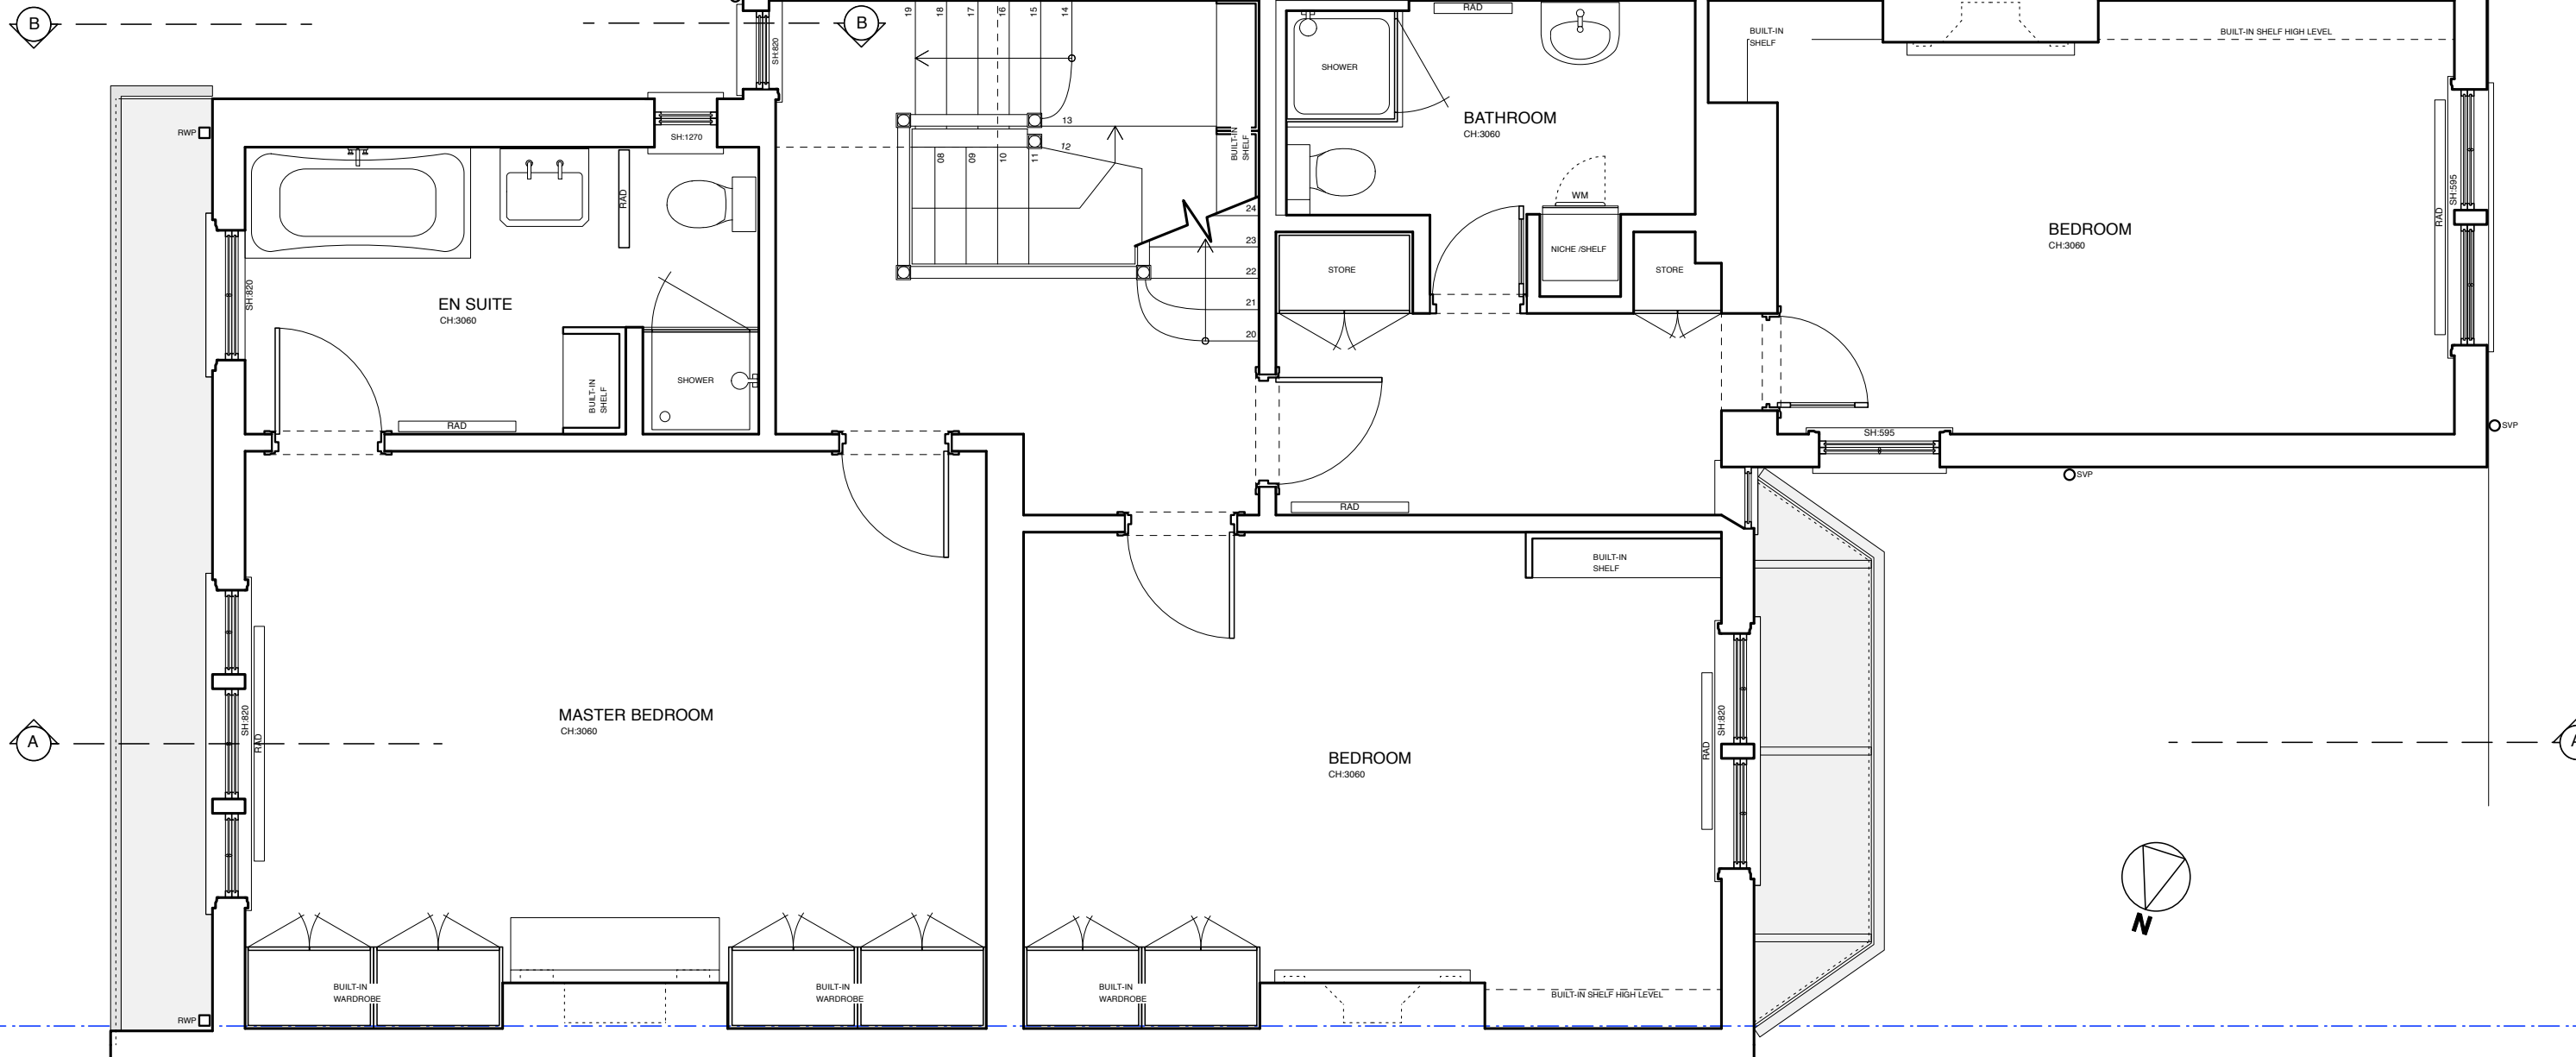 B
B
SH:820
19
18
17
16
15
14
13
12
11
10
09
08
BUILT-IN
SHELF
24
23
22
21
20
RAD
SHOWER
BATHROOM
CH:3060
WM
NICHE /SHELF
STORE
STORE
BUILT-IN
SHELF
BUILT-IN SHELF HIGH LEVEL
BEDROOM
CH:3060
SH:595
RAD
SVP
SH:595
SVP
RWP
SH:1270
RAD
SH:820
EN SUITE
CH:3060
SHOWER
BUILT-IN
SHELF
RAD
RAD
BUILT-IN
SHELF
MASTER BEDROOM
CH:3060
SH:820
RAD
A
BEDROOM
CH:3060
SH:820
RAD
A
N
BUILT-IN
WARDROBE
BUILT-IN
WARDROBE
BUILT-IN
WARDROBE
BUILT-IN SHELF HIGH LEVEL
RWP